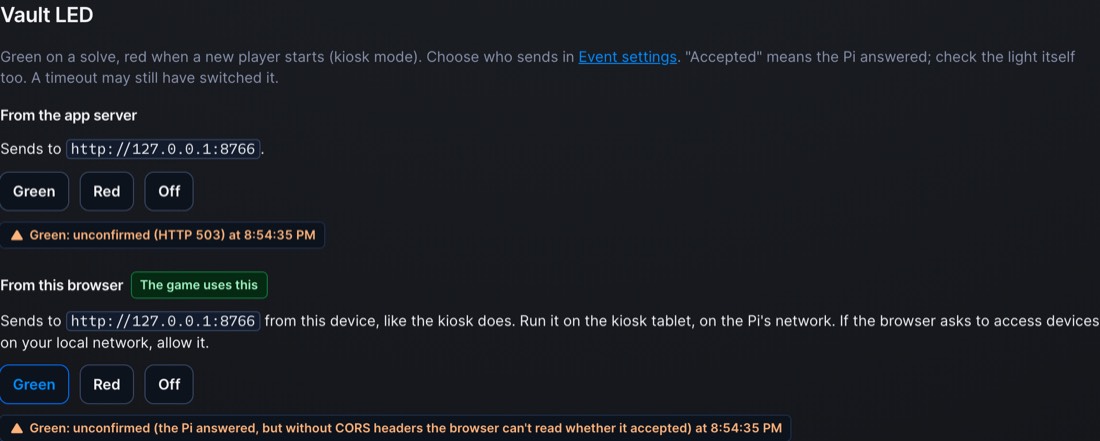 Vault LED
Green on a solve, red when a new player starts (kiosk mode). Choose who sends in Event settings. "Accepted" means the Pi answered; check the light itself
too. A timeout may still have switched it.
From the app server
Sends to http://127.0.0.1:8766.
Green Red Off
Green: unconfirmed (HTTP 503) at 8:54:35 PM
From this browser The game uses this
Sends to http://127.0.0.1:8766 from this device, like the kiosk does. Run it on the kiosk tablet, on the Pi's network. If the browser asks to access devices
on your local network, allow it.
Green Red Off
Green: unconfirmed (the Pi answered, but without CORS headers the browser can't read whether it accepted) at 8:54:35 PM